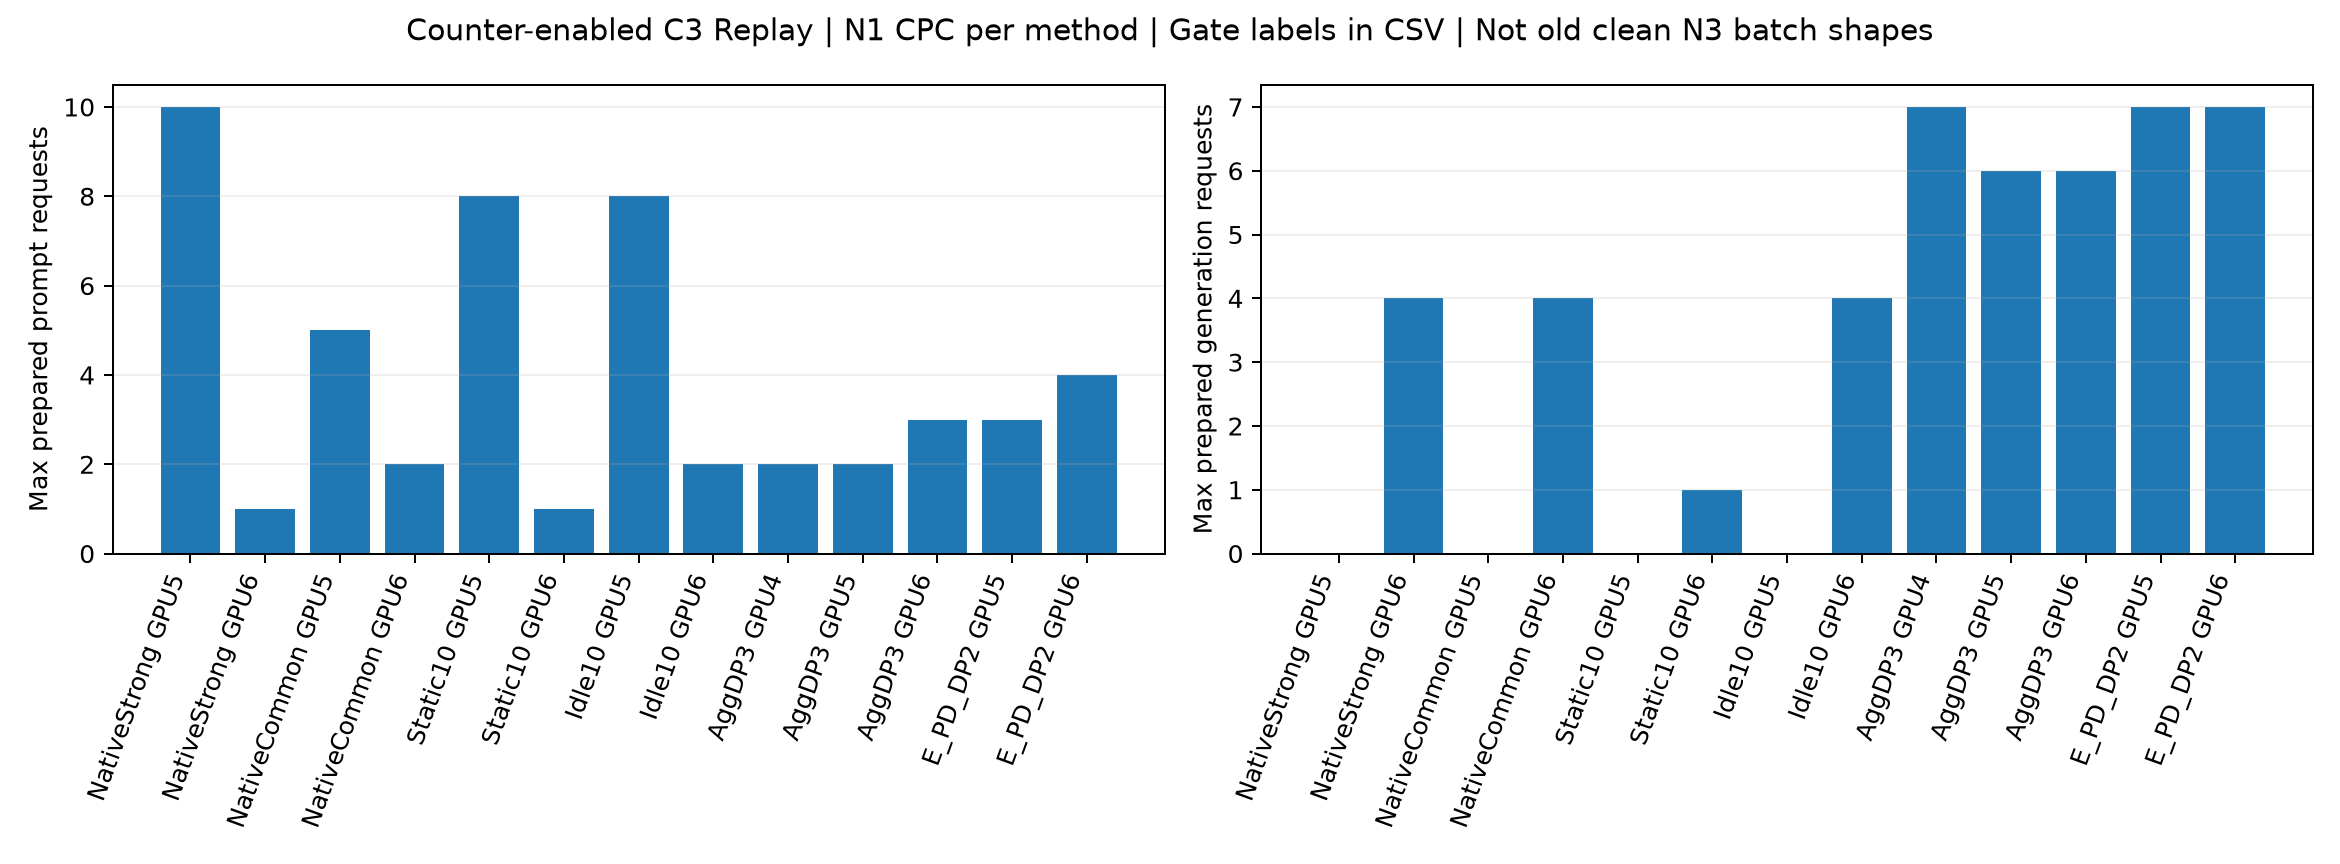 Counter-enabled C3 Replay | N1 CPC per method | Gate labels in CSV | Not old clean N3 batch shapes
Max prepared prompt requests
10
8
6
4
2
0
NativeStrong GPU5
NativeStrong GPU6
NativeCommon GPU5
NativeCommon GPU6
Static10 GPU5
Static10 GPU6
Idle10 GPU5
Idle10 GPU6
AggDP3 GPU4
AggDP3 GPU5
AggDP3 GPU6
E_PD_DP2 GPU5
E_PD_DP2 GPU6
Max prepared generation requests
7
6
5
4
3
2
1
0
NativeStrong GPU5
NativeStrong GPU6
NativeCommon GPU5
NativeCommon GPU6
Static10 GPU5
Static10 GPU6
Idle10 GPU5
Idle10 GPU6
AggDP3 GPU4
AggDP3 GPU5
AggDP3 GPU6
E_PD_DP2 GPU5
E_PD_DP2 GPU6